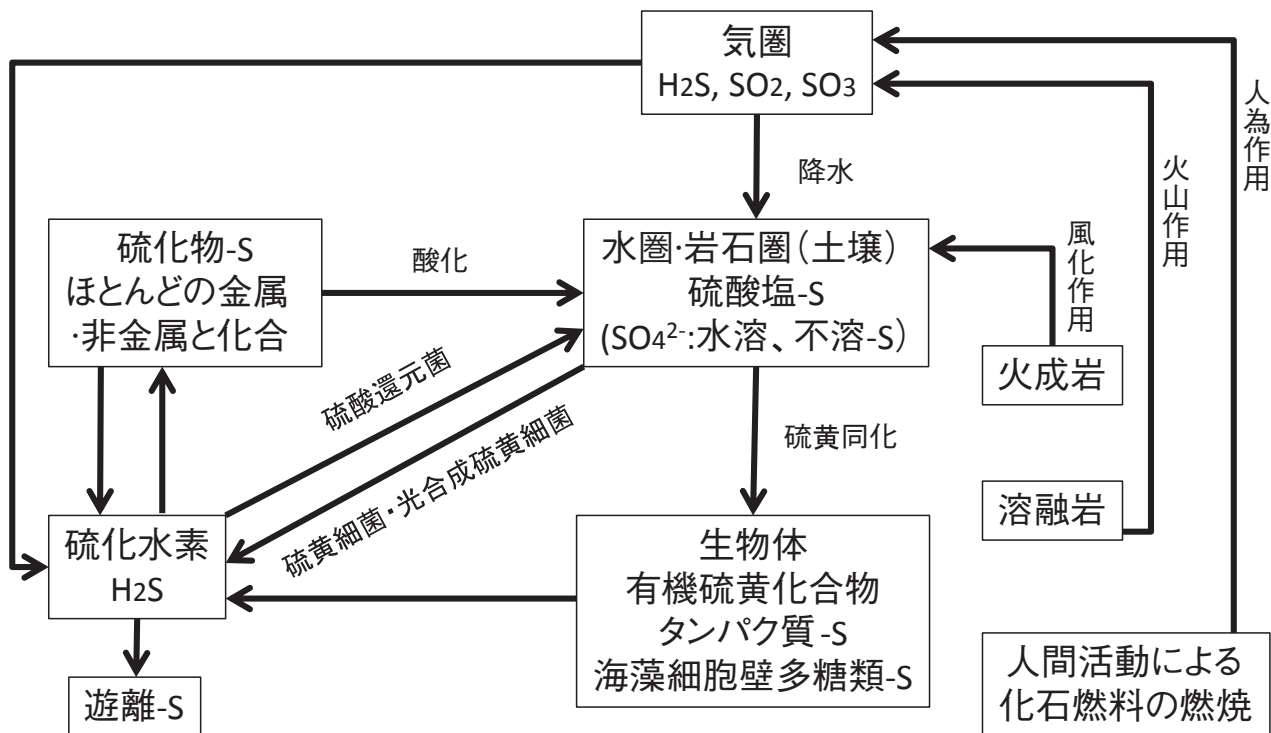 気圏
H2S, SO2, SO3
人為作用
火山作用
降水
硫化物-S
ほとんどの金属
・非金属と化合
酸化
水圏・岩石圏（土壌）
硫酸塩-S
(SO4²⁻:水溶、不溶-S）
風化作用
火成岩
硫酸還元菌
硫黄細菌・光合成硫黄細菌
硫黄同化
溶融岩
硫化水素
H2S
生物体
有機硫黄化合物
タンパク質-S
海藻細胞壁多糖類-S
遊離-S
人間活動による
化石燃料の燃焼